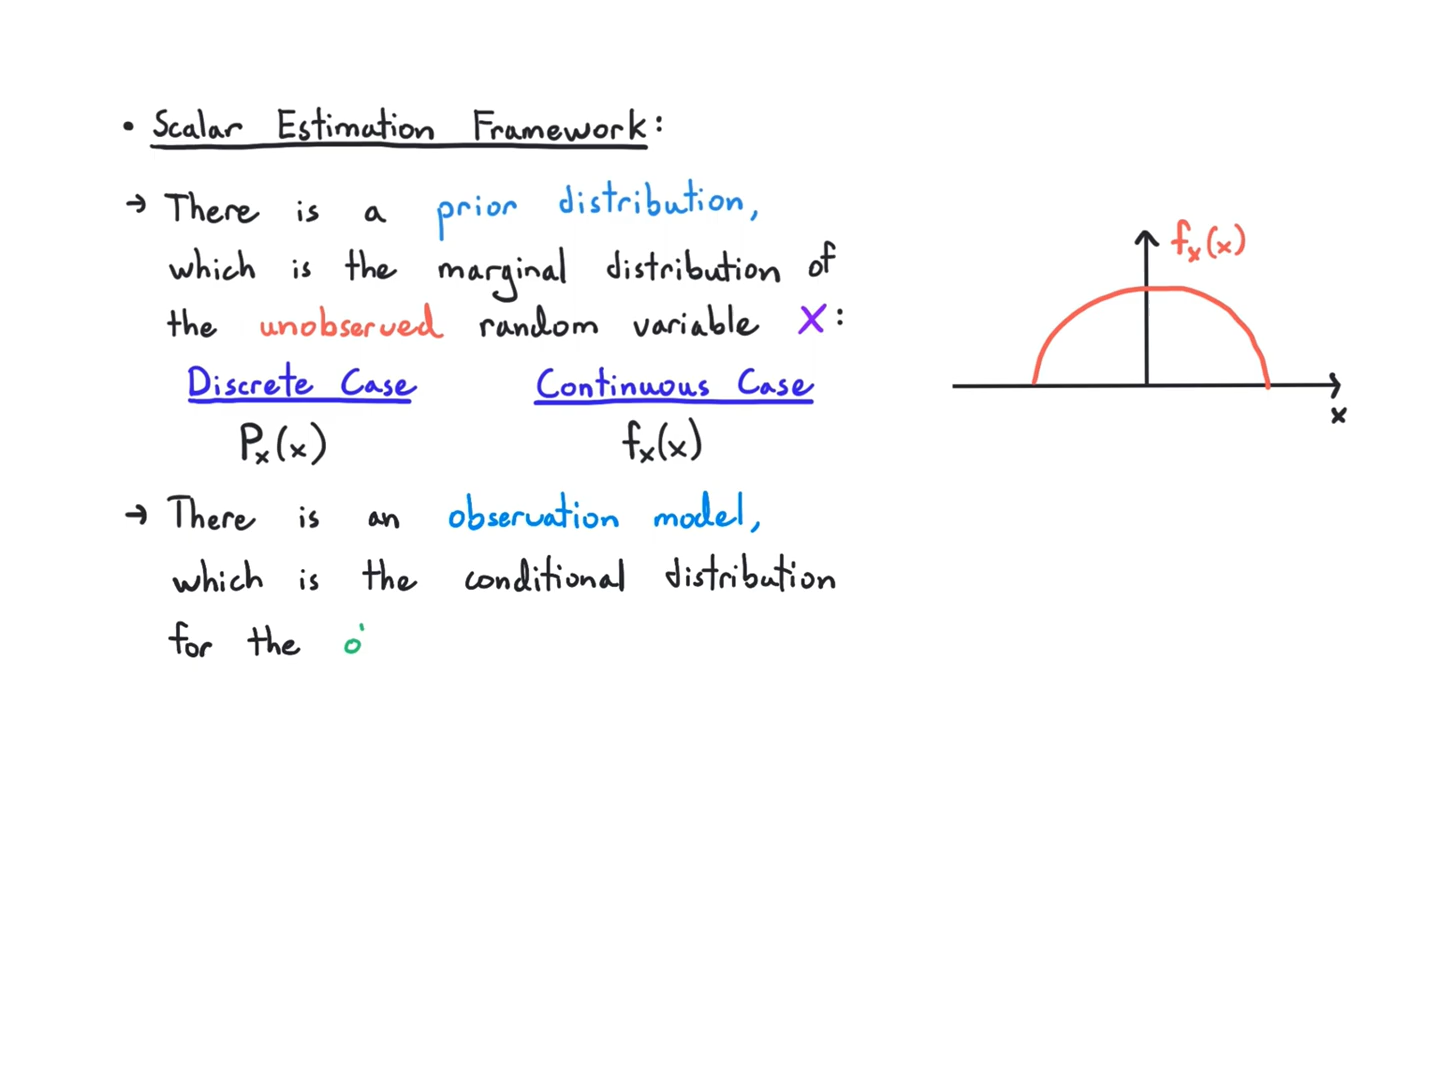 • Scalar Estimation Framework:
→ There is a prior distribution,
which is the marginal distribution of
the unobserved random variable X:
Discrete Case Continuous Case
Pₓ(x) fₓ(x)
→ There is an observation model,
which is the conditional distribution
for the o
fₓ(x)
x